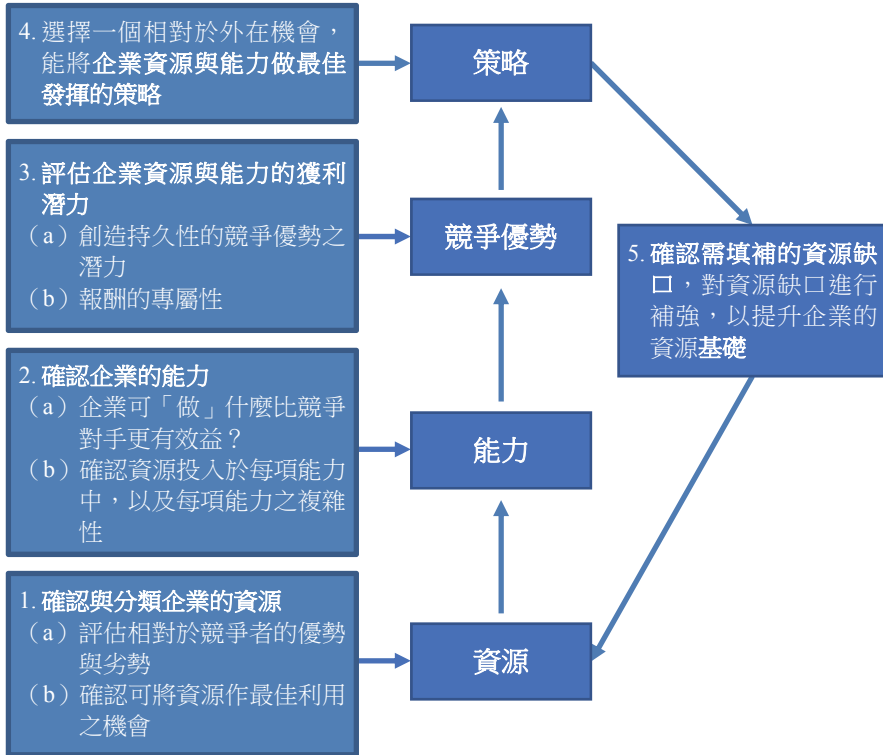 4. 選擇一個相對於外在機會，
能將企業資源與能力做最佳
發揮的策略
策略
3. 評估企業資源與能力的獲利
潛力
（a）創造持久性的競爭優勢之
潛力
（b）報酬的專屬性
競爭優勢
5. 確認需填補的資源缺
口，對資源缺口進行
補強，以提升企業的
資源基礎
2. 確認企業的能力
（a）企業可「做」什麼比競爭
對手更有效益？
（b）確認資源投入於每項能力
中，以及每項能力之複雜
性
能力
1. 確認與分類企業的資源
（a）評估相對於競爭者的優勢
與劣勢
（b）確認可將資源作最佳利用
之機會
資源